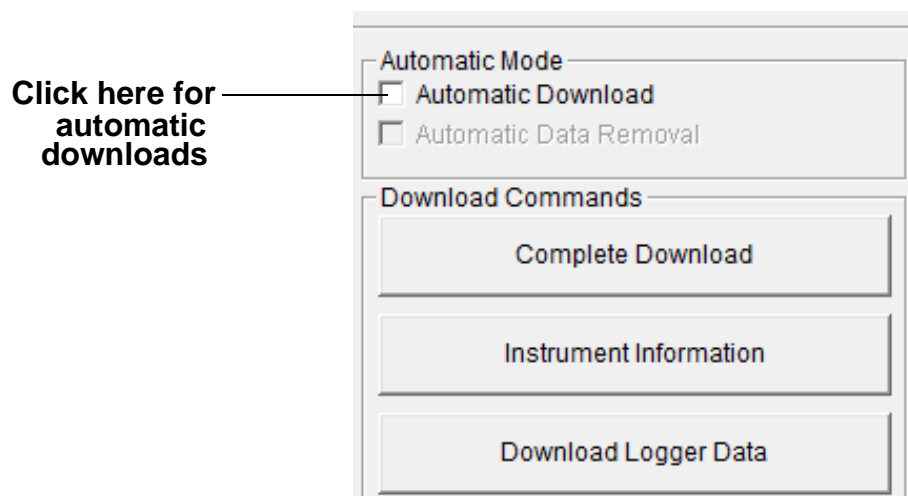 Click here for
automatic
downloads
Automatic Mode
Automatic Download
Automatic Data Removal
Download Commands
Complete Download
Instrument Information
Download Logger Data